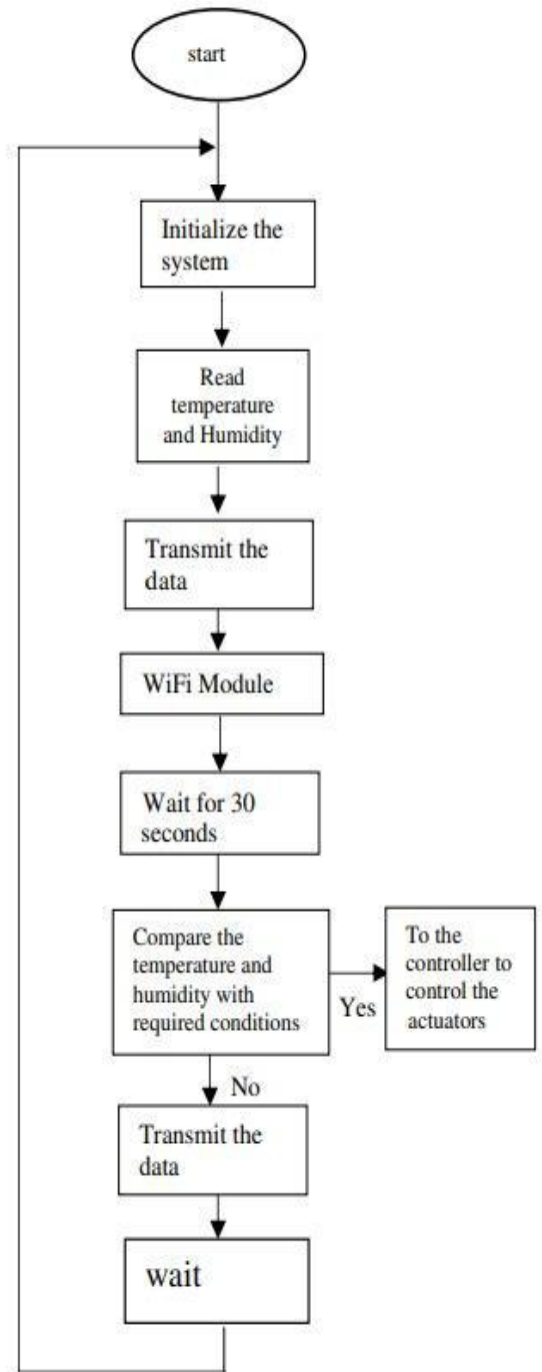 start
Initialize the
system
Read
temperature
and Humidity
Transmit the
data
WiFi Module
Wait for 30
seconds
Compare the
temperature and
humidity with
required conditions
Yes
To the
controller to
control the
actuators
No
Transmit the
data
wait